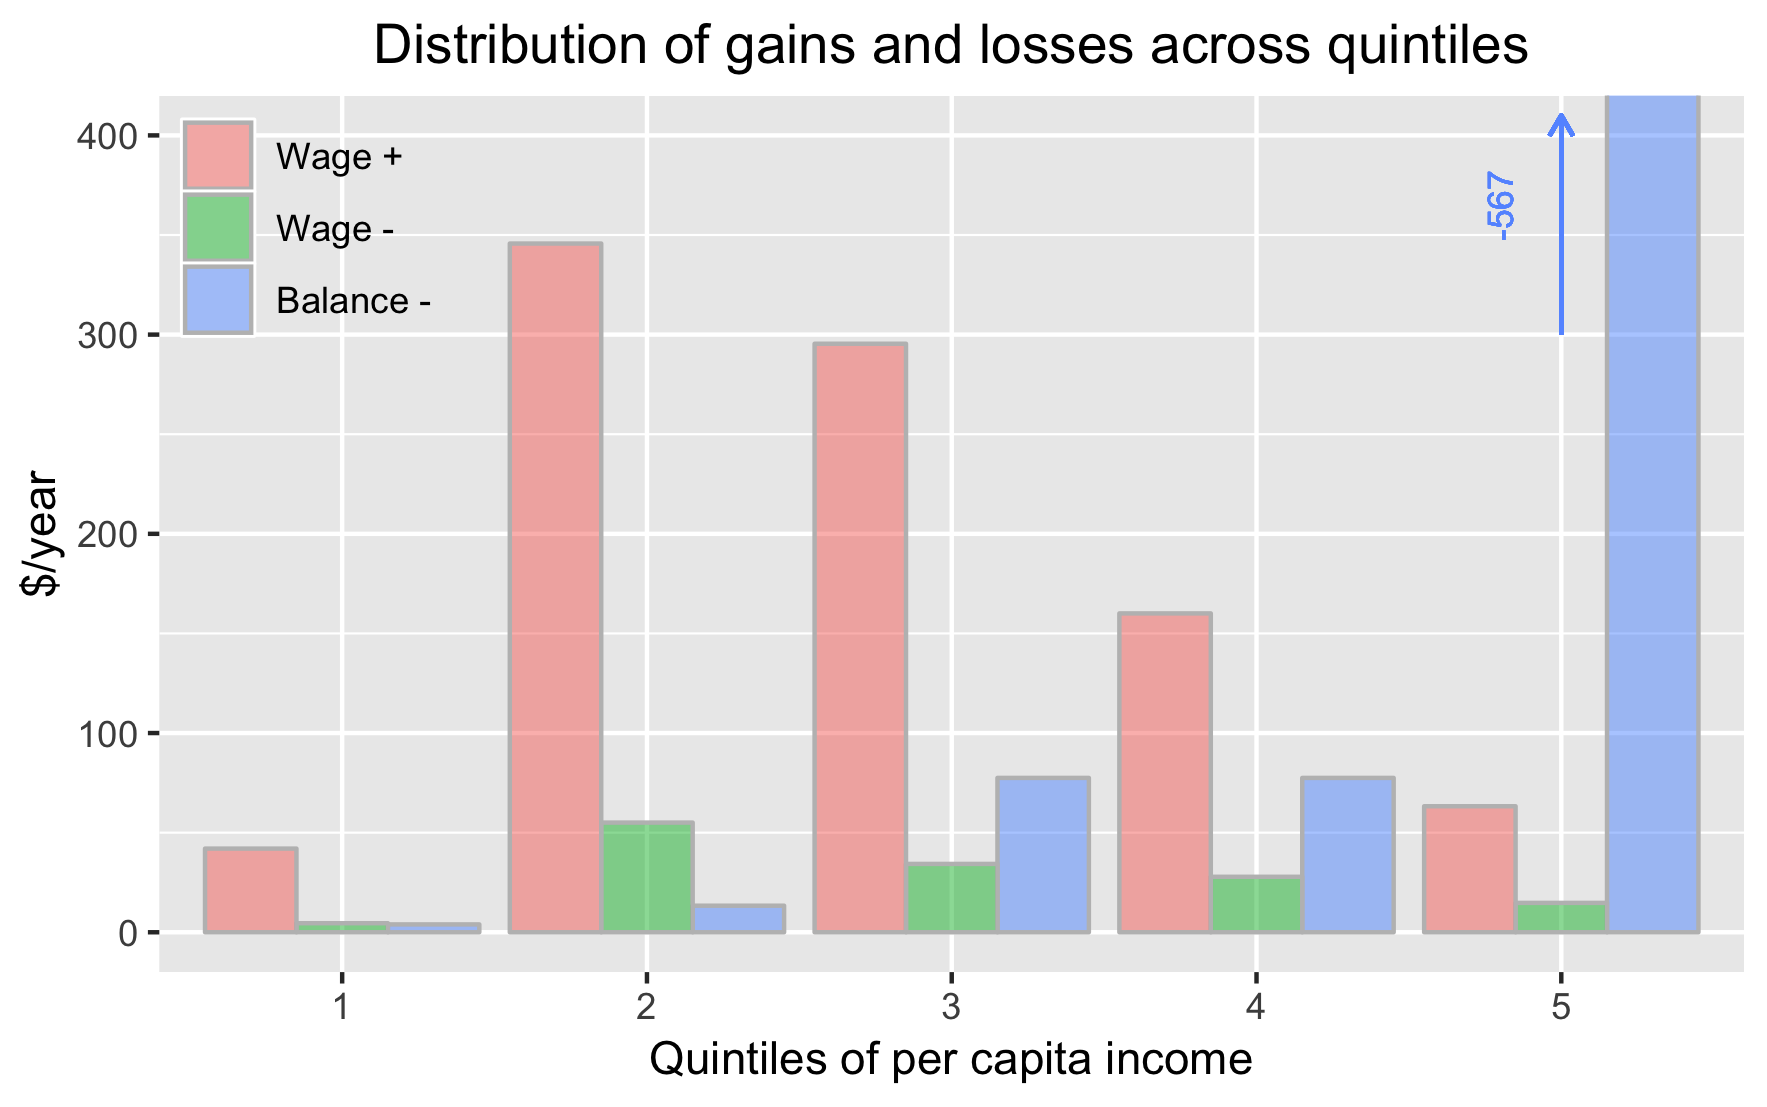 Distribution of gains and losses across quintiles
Wage +
Wage -
Balance -
-567
400
300
200
100
0
$/year
1 2 3 4 5
Quintiles of per capita income